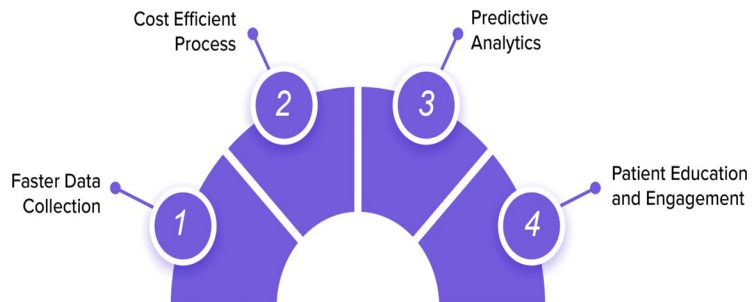 1
Faster Data
Collection
2
Cost Efficient
Process
3
Predictive
Analytics
4
Patient Education
and Engagement